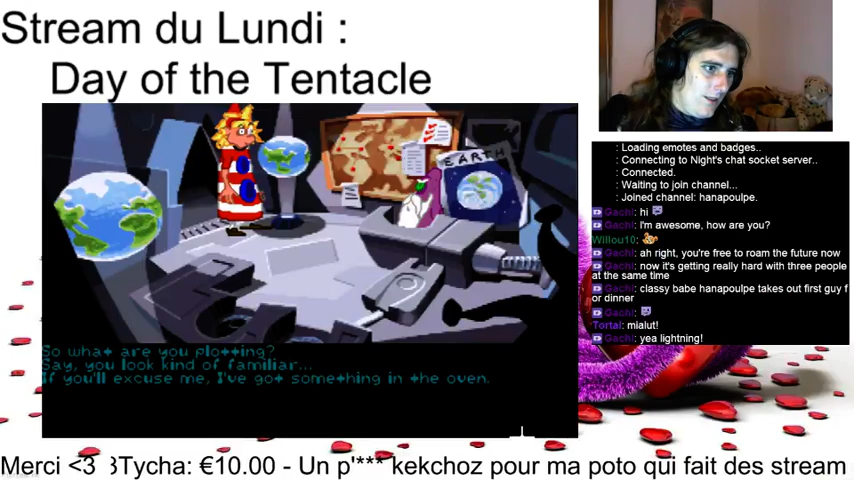 Stream du Lundi :
Day of the Tentacle
EARTH
So what are you plotting?
Say, you look kind of familiar...
If you'll excuse me, I've got something in the oven.
: Loading emotes and badges..
: Connecting to Night's chat socket server..
: Connected.
: Waiting to join channel...
: Joined channel: hanapoulpe.
Gachi: hi
Gachi: I'm awesome, how are you?
Willou10:
Gachi: ah right, you're free to roam the future now
Gachi: now it's getting really hard with three people
at the same time
Gachi: classy babe hanapoulpe takes out first guy f
or dinner
Gachi:
Tortai: mialut!
Gachi: yea lightning!
Merci <3 3Tycha: €10.00 - Un p'*** kekchoz pour ma poto qui fait des stream